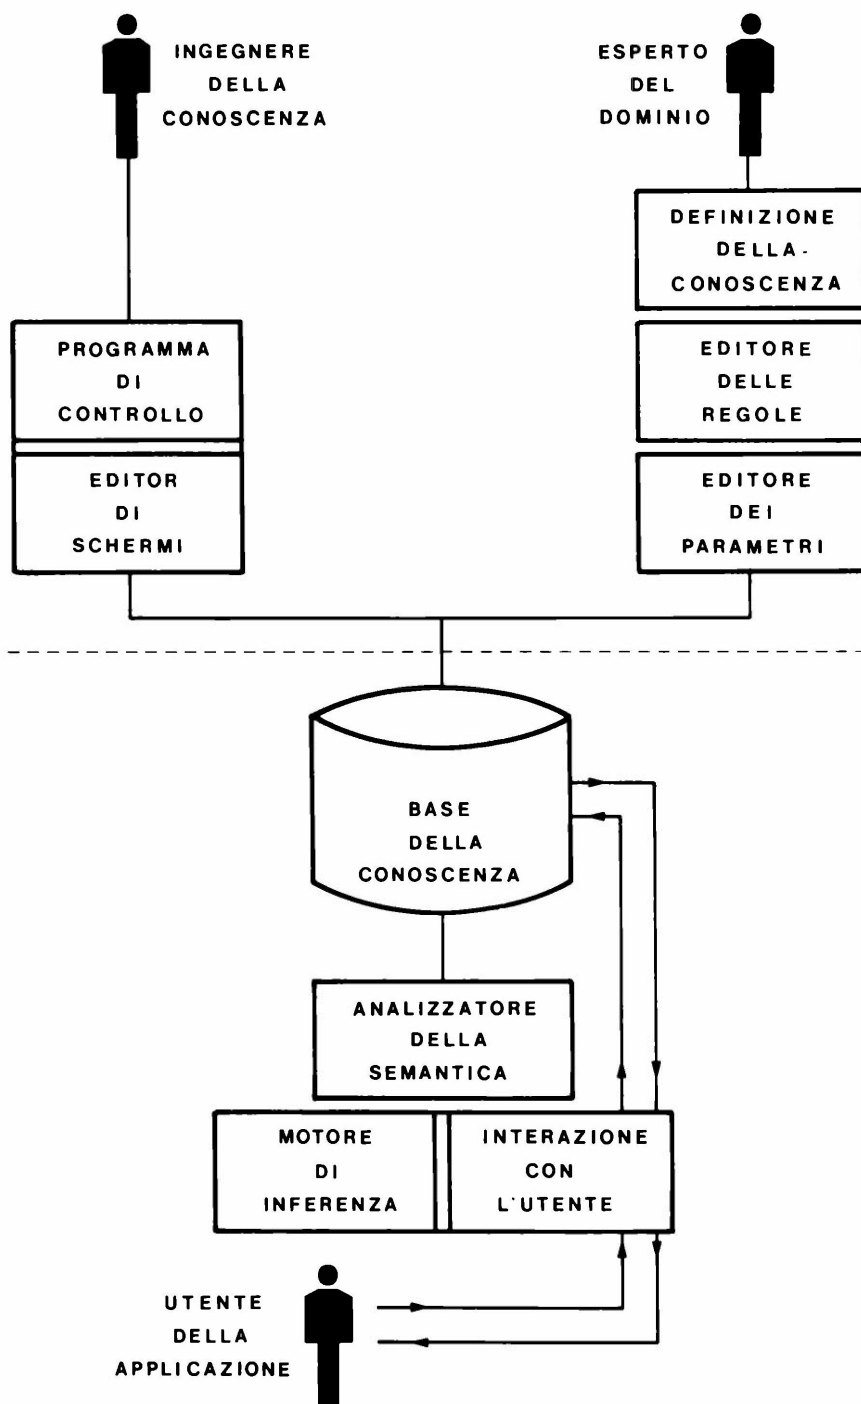 INGEGNERE
DELLA
CONOSCENZA
ESPERTO
DEL
DOMINIO
DEFINIZIONE
DELLA-
CONOSCENZA
PROGRAMMA
DI
CONTROLLO
EDITORE
DELLE
REGOLE
EDITOR
DI
SCHERMI
EDITORE
DEI
PARAMETRI
BASE
DELLA
CONOSCENZA
ANALIZZATORE
DELLA
SEMANTICA
MOTORE
DI
INFERENZA
INTERAZIONE
CON
L'UTENTE
UTENTE
DELLA
APPLICAZIONE